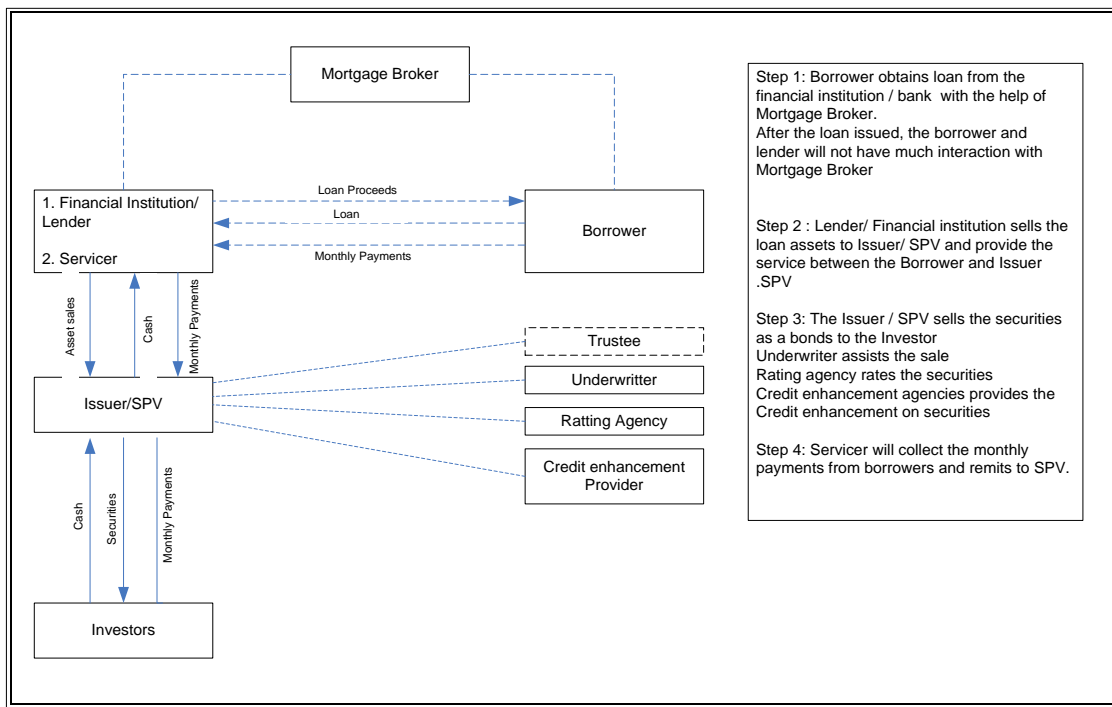 Mortgage Broker
1. Financial Institution/
Lender
2. Servicer
Loan Proceeds
Loan
Monthly Payments
Borrower
Asset sales
Cash
Monthly Payments
Issuer/SPV
Trustee
Underwritter
Ratting Agency
Credit enhancement
Provider
Cash
Securities
Monthly Payments
Investors
Step 1: Borrower obtains loan from the
financial institution / bank with the help of
Mortgage Broker.
After the loan issued, the borrower and
lender will not have much interaction with
Mortgage Broker
Step 2 : Lender/ Financial institution sells the
loan assets to Issuer/ SPV and provide the
service between the Borrower and Issuer
.SPV
Step 3: The Issuer / SPV sells the securities
as a bonds to the Investor
Underwriter assists the sale
Rating agency rates the securities
Credit enhancement agencies provides the
Credit enhancement on securities
Step 4: Servicer will collect the monthly
payments from borrowers and remits to SPV.